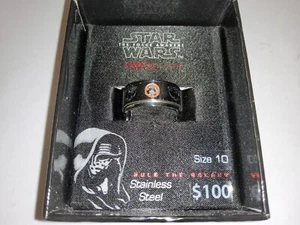 STAR
THE FORCE AWAKENS
WARS
Size 10
RULE THE GALAXY
Stainless
Steel
$100